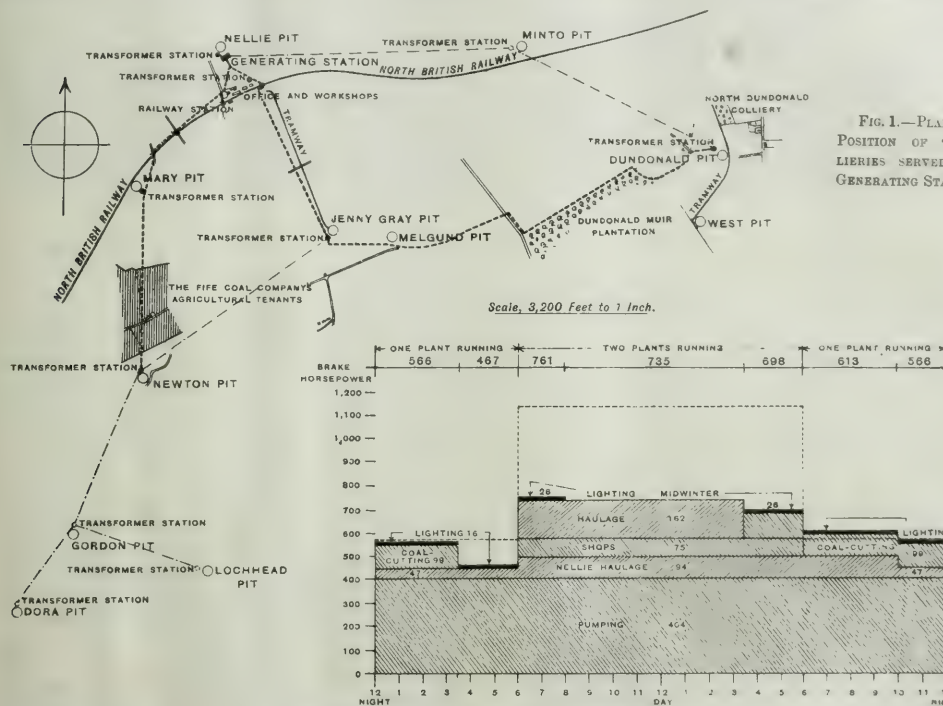 NELLIE PIT
TRANSFORMER STATION
GENERATING STATION
TRANSFORMER STATION
MINTO PIT
NORTH BRITISH RAILWAY
TRANSFORMER STATION
OFFICE AND WORKSHOPS
RAILWAY STATION
TRAMWAY
MARY PIT
TRANSFORMER STATION
NORTH BRITISH RAILWAY
JENNY GRAY PIT
TRANSFORMER STATION
MELGUND PIT
NORTH DUNDONALD
COLLIERY
TRANSFORMER STATION
DUNDONALD PIT
TRAMWAY
WEST PIT
DUNDONALD MUIR
PLANTATION
THE FIFE COAL COMPANY'S
AGRICULTURAL TENANTS
TRANSFORMER STATION
NEWTON PIT
TRANSFORMER STATION
GORDON PIT
TRANSFORMER STATION
LOCHHEAD
PIT
TRANSFORMER STATION
DORA PIT
FIG. 1.—
POSITION OF
LIERIES SERVED
GENERATING
Scale, 3,200 Feet to 1 Inch.
ONE PLANT RUNNING
TWO PLANTS RUNNING
ONE PLANT RUNNING
566 467 761 735 698 613 566
BRAKE
HORSEPOWER
1,200
1,100
1,000
900
800
700
600
500
400
300
200
100
0
26 LIGHTING MIDWINTER 26
HAULAGE 162
LIGHTING 16
SHOPS 75
COAL-
CUTTING 99
COAL-CUTTING
99
47
NELLIE HAULAGE 94
47
PUMPING 404
12 1 2 3 4 5 6 7 8 9 10 11 12 1 2 3 4 5 6 7 8 9 10 11
NIGHT
DAY